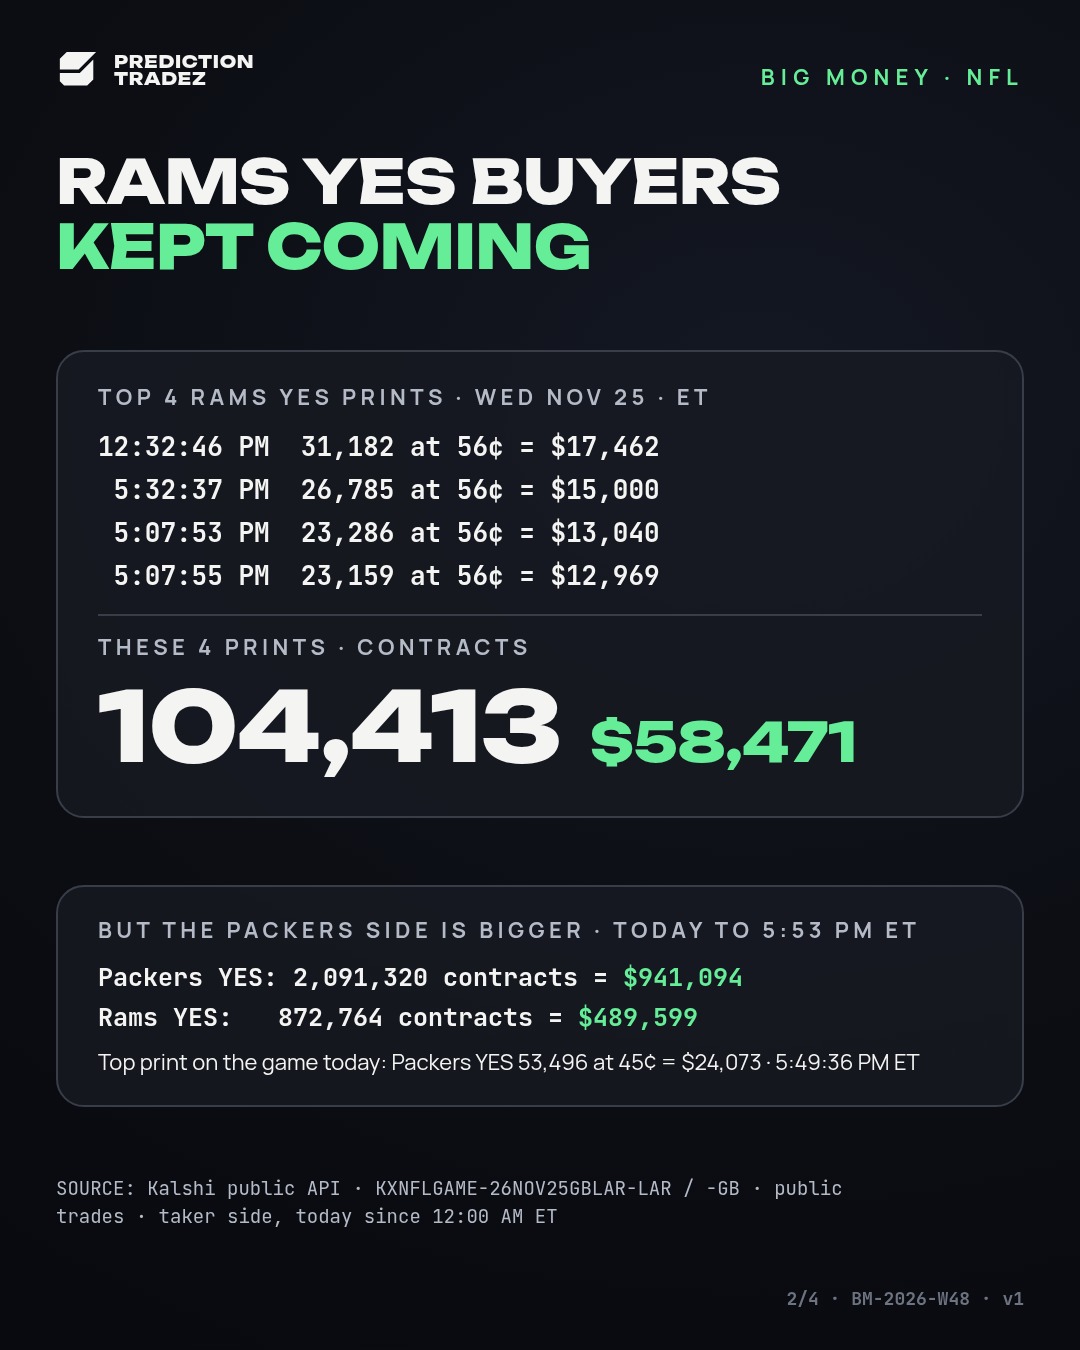 PREDICTION
TRADEZ
BIG MONEY · NFL
RAMS YES BUYERS
KEPT COMING
TOP 4 RAMS YES PRINTS · WED NOV 25 · ET
12:32:46 PM  31,182 at 56¢ = $17,462
5:32:37 PM  26,785 at 56¢ = $15,000
5:07:53 PM  23,286 at 56¢ = $13,040
5:07:55 PM  23,159 at 56¢ = $12,969
THESE 4 PRINTS · CONTRACTS
104,413 $58,471
BUT THE PACKERS SIDE IS BIGGER · TODAY TO 5:53 PM ET
Packers YES: 2,091,320 contracts = $941,094
Rams YES:   872,764 contracts = $489,599
Top print on the game today: Packers YES 53,496 at 45¢ = $24,073 · 5:49:36 PM ET
SOURCE: Kalshi public API · KXNFLGAME-26NOV25GBLAR-LAR / -GB · public
trades · taker side, today since 12:00 AM ET
2/4 · BM-2026-W48 · v1